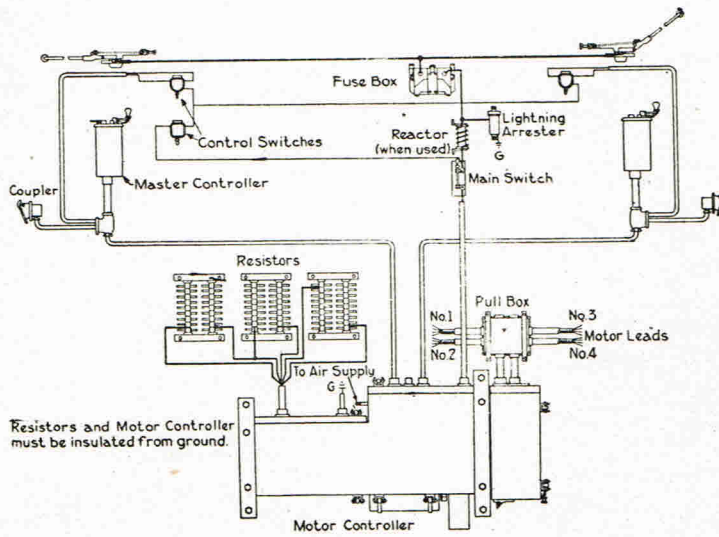 Fuse Box
Lightning
Arrester
G
Reactor
(when used)
Control Switches
Main Switch
Master Controller
Coupler
Resistors
Pull Box
No.1
No.2
No.3
No.4
Motor Leads
To Air Supply
G
Resistors and Motor Controller
must be insulated from ground.
Motor Controller